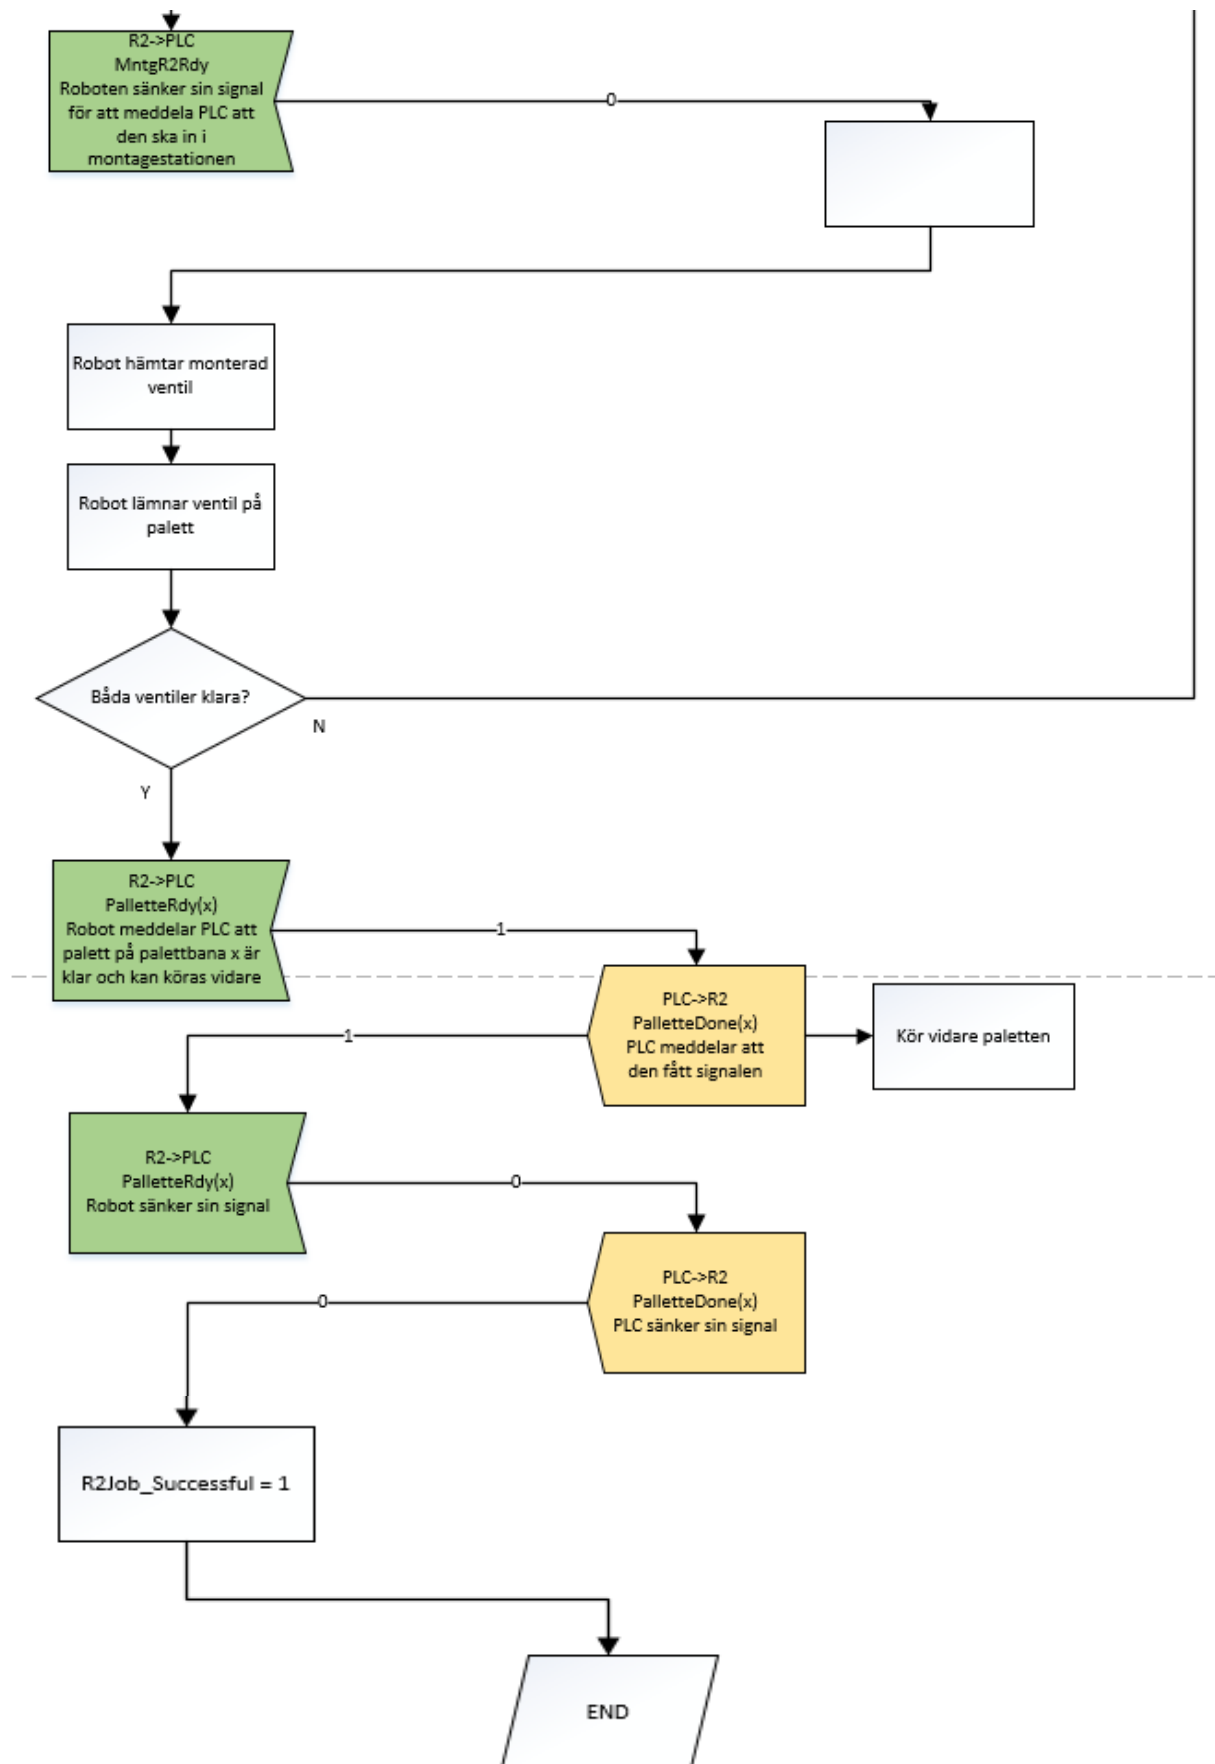 R2->PLC
MntgR2Rdy
Roboten sänker sin signal
för att meddela PLC att
den ska in i
montagestationen
0
Robot hämtar monterad
ventil
Robot lämnar ventil på
palett
Båda ventiler klara?
N
Y
R2->PLC
PalletteRdy(x)
Robot meddelar PLC att
palett på palettbana x är
klar och kan köras vidare
1
PLC->R2
PalletteDone(x)
PLC meddelar att
den fått signalen
Kör vidare paletten
1
R2->PLC
PalletteRdy(x)
Robot sänker sin signal
0
PLC->R2
PalletteDone(x)
PLC sänker sin signal
0
R2Job_Successful = 1
END